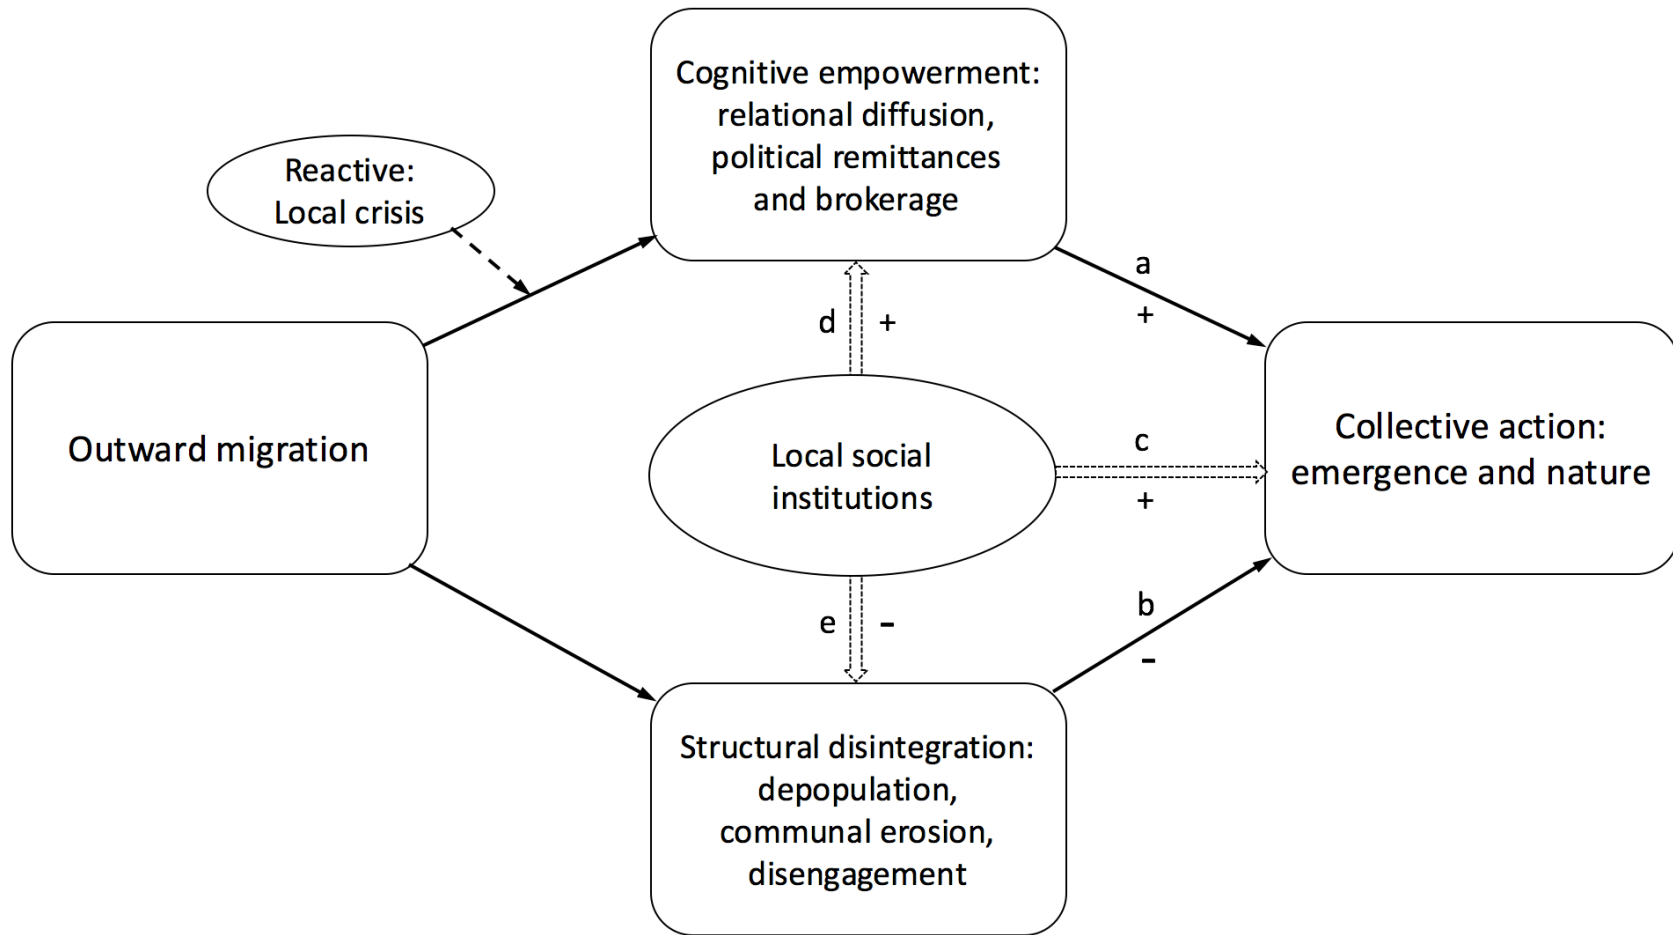 Cognitive empowerment:
relational diffusion,
political remittances
and brokerage
Reactive:
Local crisis
a
+
d +
Outward migration
Local social
institutions
c
+
Collective action:
emergence and nature
e -
b
-
Structural disintegration:
depopulation,
communal erosion,
disengagement